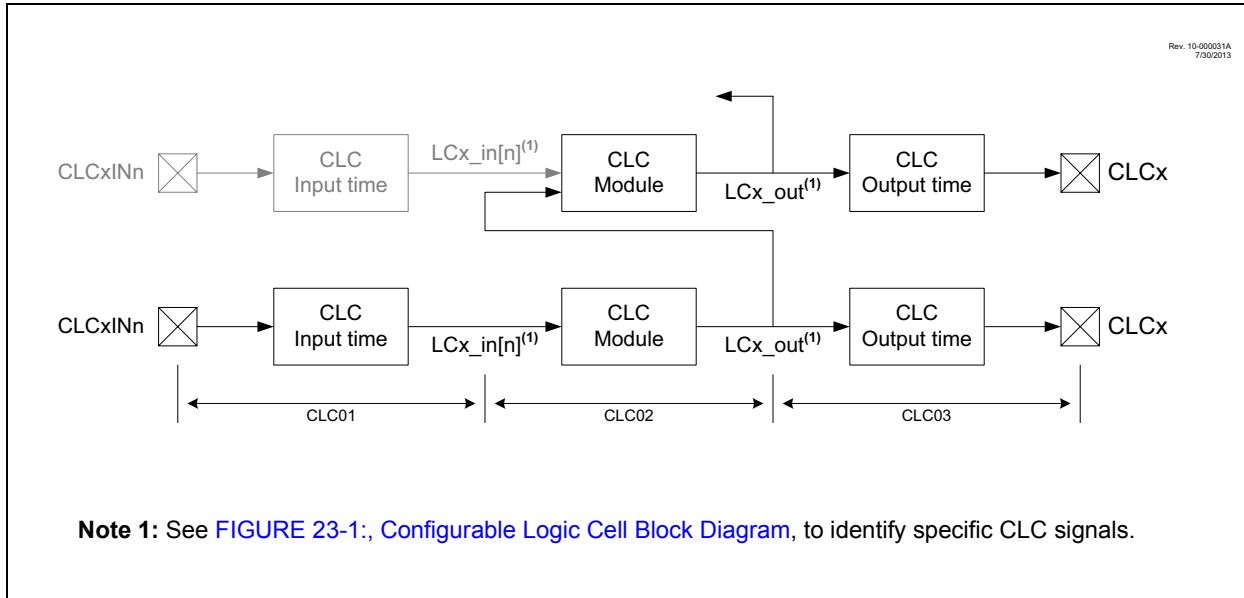 Rev. 10-000031A
7/30/2013
CLCxINn
CLC
Input time
LCx_in[n](1)
CLC
Module
LCx_out(1)
CLC
Output time
CLCx
CLCxINn
CLC
Input time
LCx_in[n](1)
CLC
Module
LCx_out(1)
CLC
Output time
CLCx
CLC01
CLC02
CLC03
Note 1: See FIGURE 23-1:, Configurable Logic Cell Block Diagram, to identify specific CLC signals.